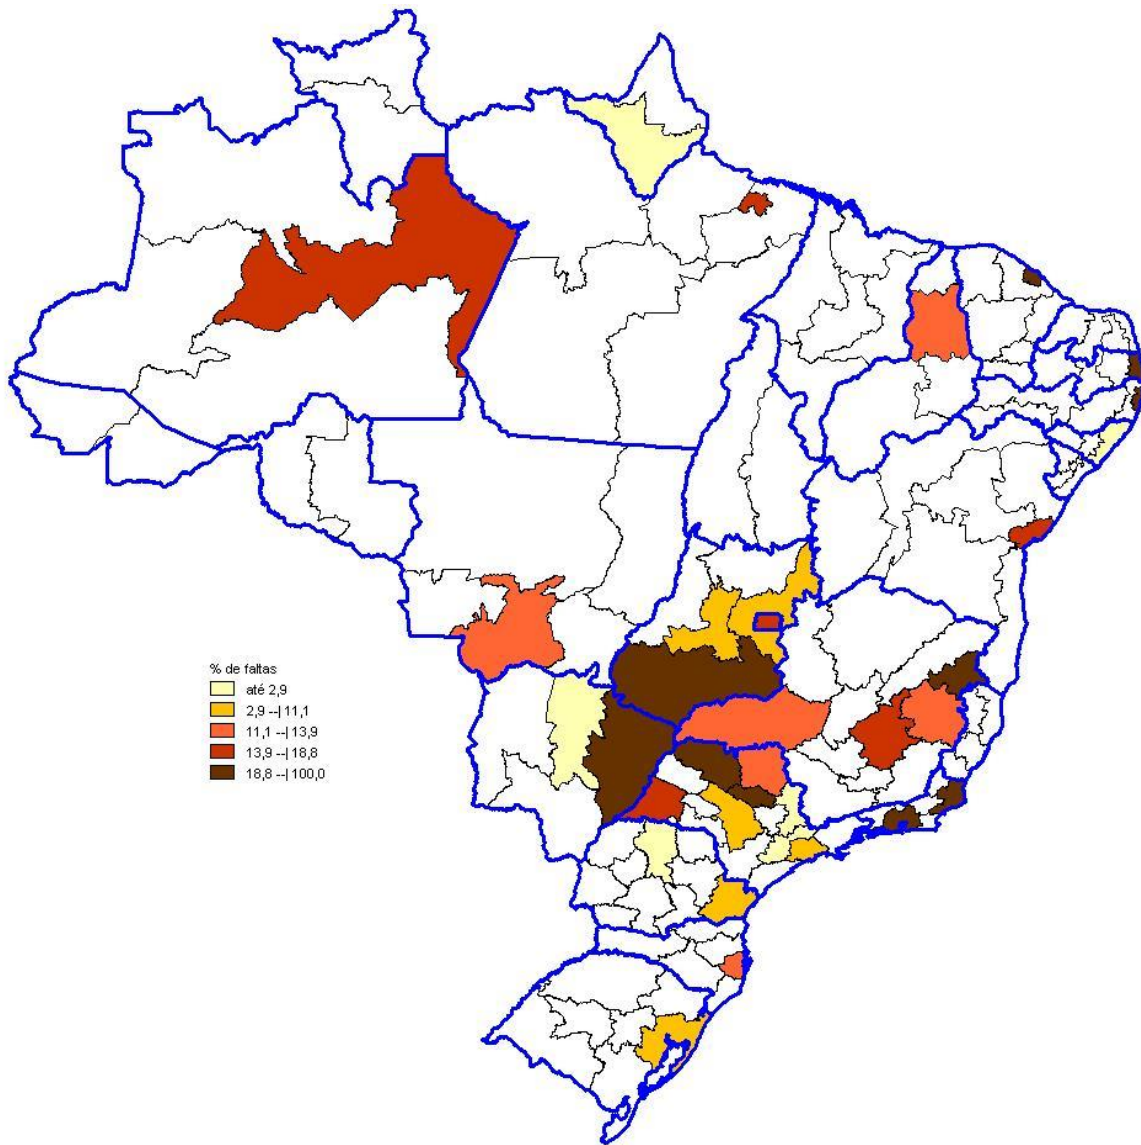 % de faltas
até 2,9
2,9 --| 11,1
11,1 --| 13,9
13,9 --| 18,8
18,8 --| 100,0